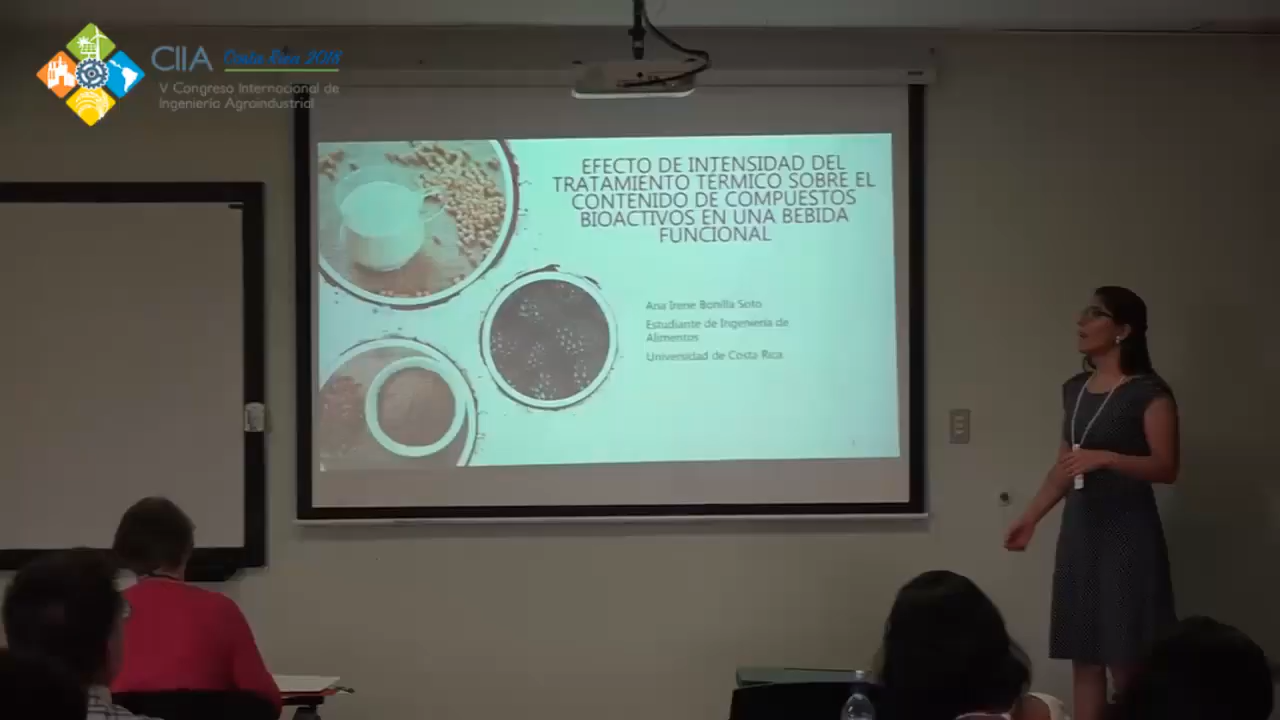 CIIA Costa Rica 2018
V Congreso Internacional de
Ingeniería Agroindustrial
EFECTO DE INTENSIDAD DEL
TRATAMIENTO TÉRMICO SOBRE EL
CONTENIDO DE COMPUESTOS
BIOACTIVOS EN UNA BEBIDA
FUNCIONAL
Ana Irene Bonilla Soto
Estudiante de Ingeniería de
Alimentos
Universidad de Costa Rica